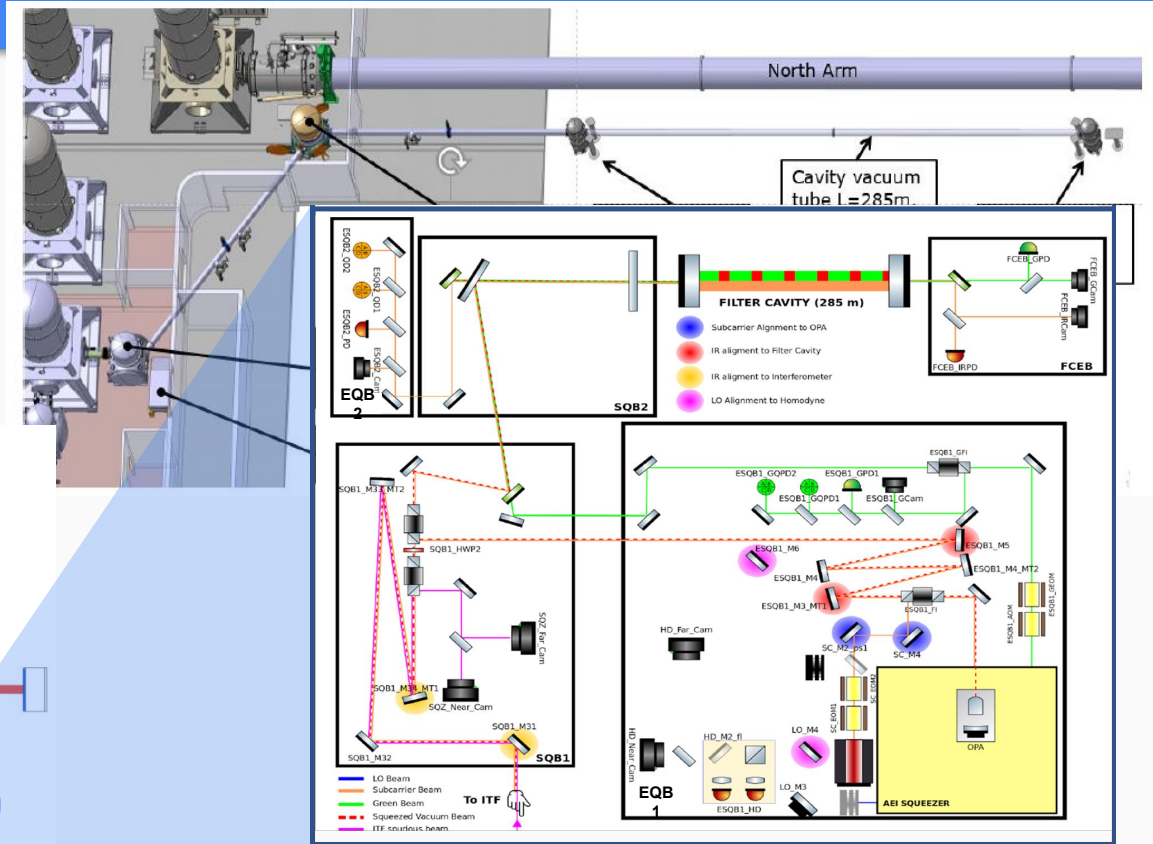 North Arm
Cavity vacuum
tube L=285m.
ESQB2_QD2
ESQB2_QD1
ESQB2_PD
ESQB2_Cam
EQB
2
SQB2
FILTER CAVITY (285 m)
Subcarrier Alignment to OPA
IR aligment to Filter Cavity
IR aligment to Interferometer
LO Alignment to Homodyne
FCEB_GPD
FCEB_GCam
FCEB_IRCam
FCEB_IRPD
FCEB
SQB1_M33_MT2
SQB1_HWP2
SQZ_Far_Cam
SQB1_M34_MT1
SQZ_Near_Cam
SQB1_M31
SQB1_M32
SQB1
LO Beam
Subcarrier Beam
Green Beam
Squeezed Vacuum Beam
ITF spurious beam
To ITF
ESQB1_GFI
ESQB1_GQPD2
ESQB1_GPD1
ESQB1_GQPD1
ESQB1_GCam
ESQB1_M5
ESQB1_M6
ESQB1_M4
ESQB1_M4_MT2
ESQB1_M3_MT1
ESQB1_FI
ESQB1_GEOM
ESQB1_AOM
HD_Far_Cam
SC_M2_ps1
SC_M4
SC_EOM2
SC_EOM1
OPA
HD_Near_Cam
HD_M2_fl
LO_M4
LO_M3
ESQB1_HD
EQB
1
AEI SQUEEZER